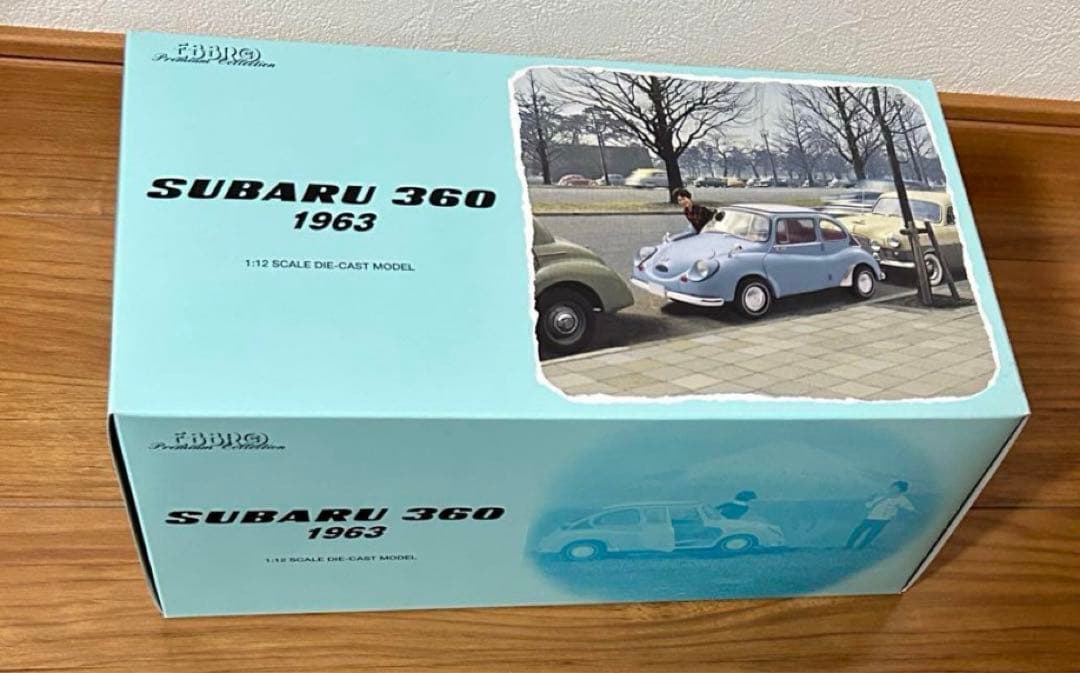 EBBRO
Premium Collection
SUBARU 360
1963
1:12 SCALE DIE-CAST MODEL
EBBRO
Premium Collection
SUBARU 360
1963
1:12 SCALE DIE-CAST MODEL